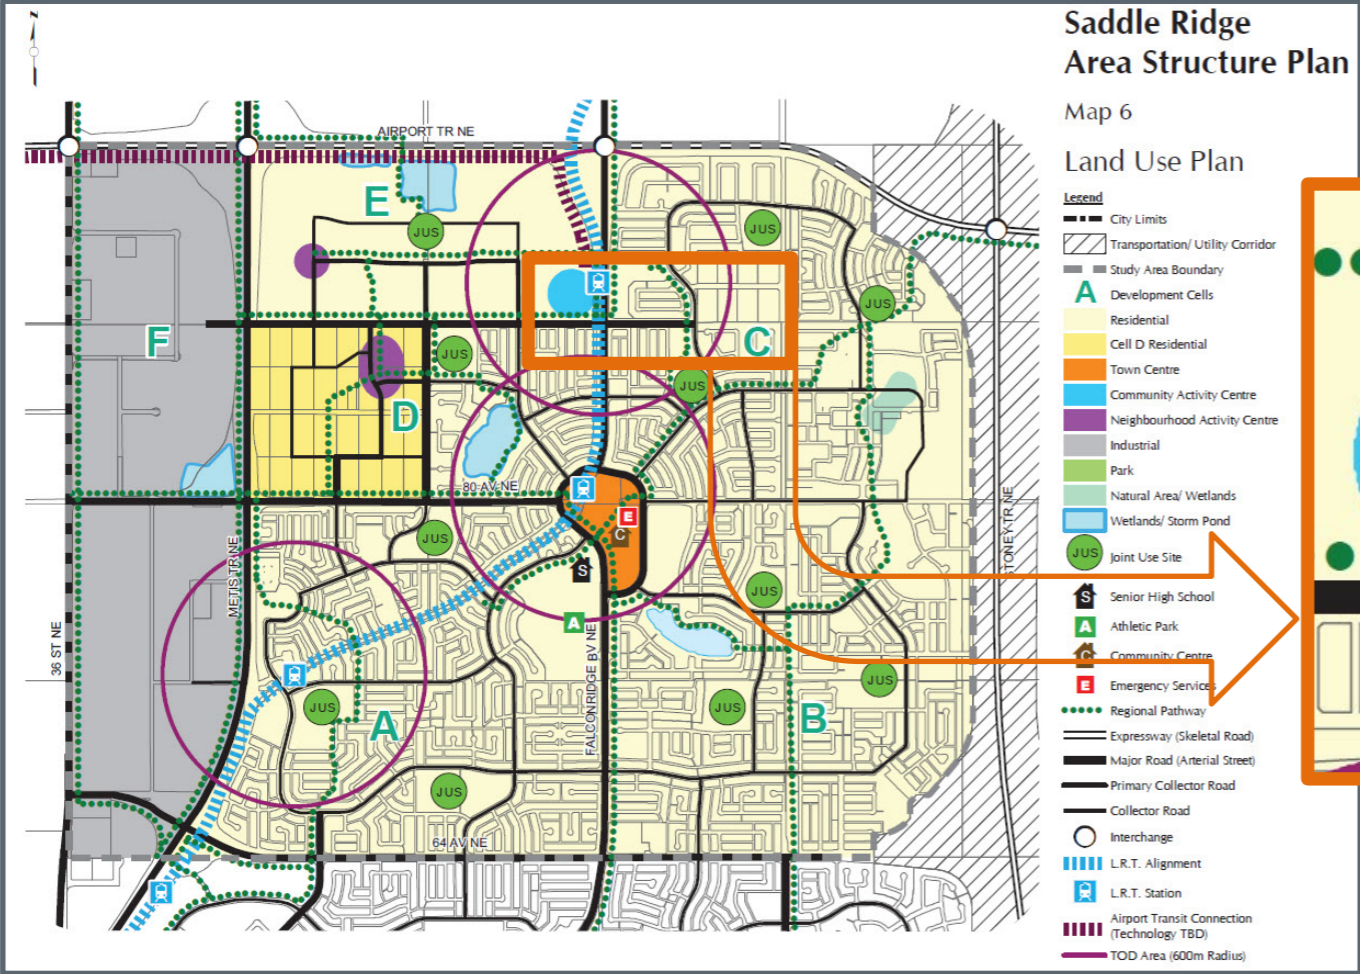 Saddle Ridge
Area Structure Plan
Map 6
Land Use Plan
Legend
City Limits
Transportation/ Utility Corridor
Study Area Boundary
A Development Cells
Residential
Cell D Residential
Town Centre
Community Activity Centre
Neighbourhood Activity Centre
Industrial
Park
Natural Area/ Wetlands
Wetlands/ Storm Pond
JUS Joint Use Site
S Senior High School
A Athletic Park
C Community Centre
E Emergency Services
Regional Pathway
Expressway (Skeletal Road)
Major Road (Arterial Street)
Primary Collector Road
Collector Road
Interchange
L.R.T. Alignment
L.R.T. Station
Airport Transit Connection
(Technology TBD)
TOD Area (600m Radius)
AIRPORT TR NE
E
JUS
JUS
JUS
F
C
JUS
JUS
D
80 AV NE
E
C
JUS
S
METIS TR NE
STONEY TR NE
JUS
A
36 ST NE
FALCONRIDGE BV NE
JUS
JUS
JUS
A
B
JUS
64 AV NE